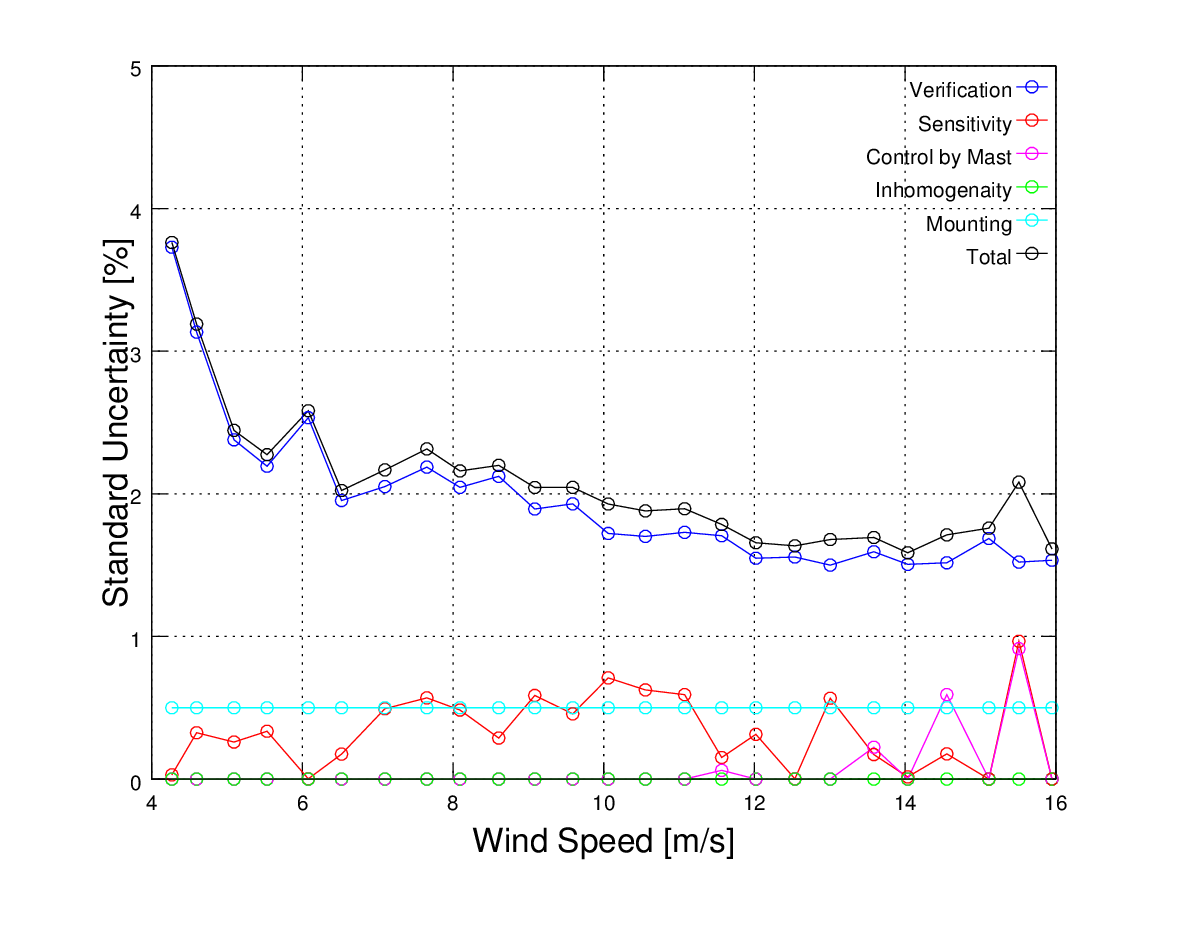 5
4
3
2
1
0
4
6
8
10
12
14
16
Standard Uncertainty [%]
Wind Speed [m/s]
Verification
Sensitivity
Control by Mast
Inhomogenaity
Mounting
Total